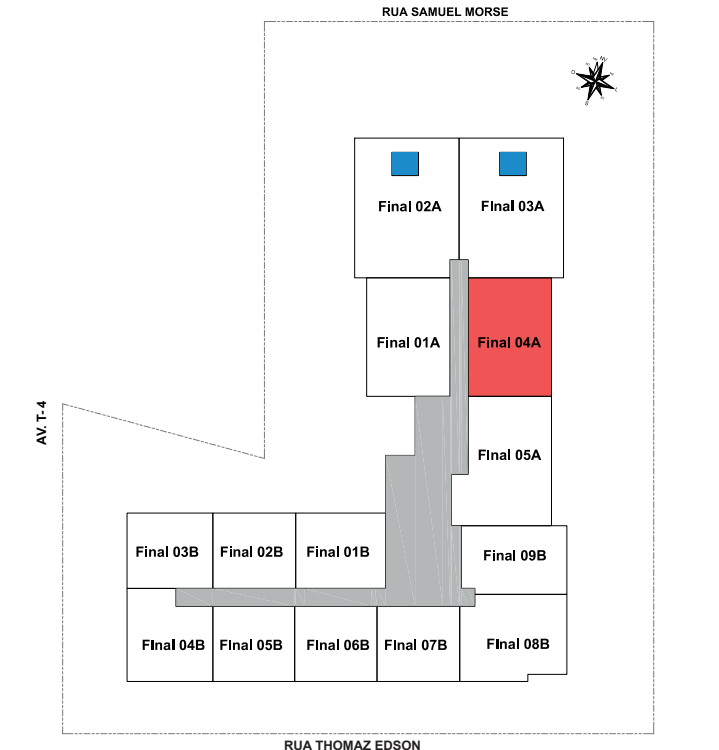 RUA SAMUEL MORSE
Final 02A
FInal 03A
Final 01A
Final 04A
AV. T-4
FInal 05A
Final 03B
Final 02B
Final 01B
Final 09B
FInal 04B
FInal 05B
FInal 06B
FInal 07B
FInal 08B
RUA THOMAZ EDSON